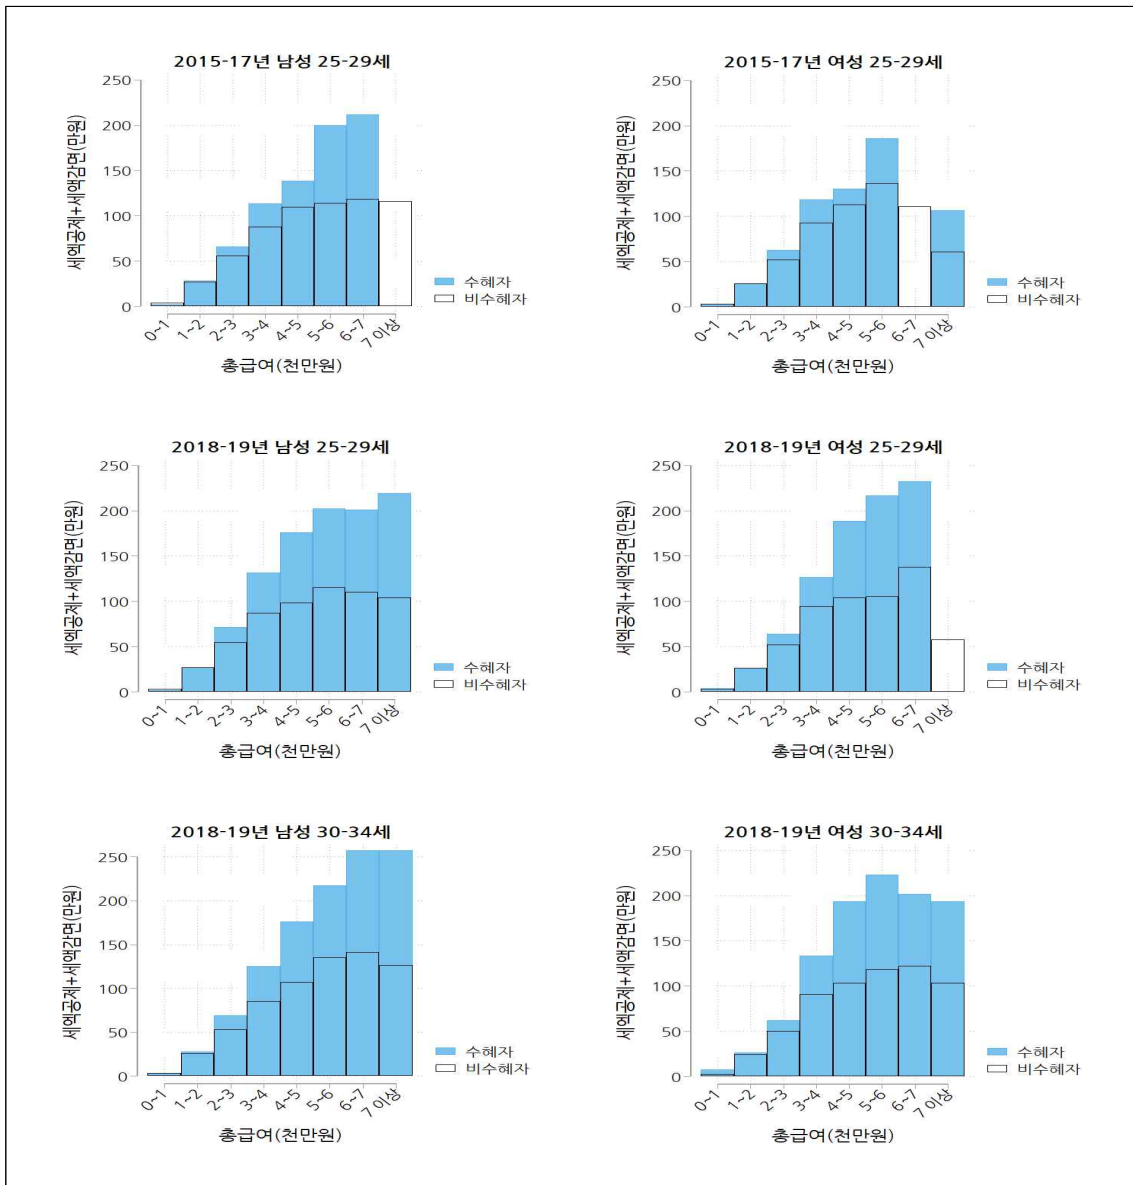 2015-17년 남성 25-29세
세액공제+세액감면(만원)
250
200
150
100
50
0
0~1
1~2
2~3
3~4
4~5
5~6
6~7
7 이상
총급여(천만원)
수혜자
비수혜자
2015-17년 여성 25-29세
세액공제+세액감면(만원)
250
200
150
100
50
0
0~1
1~2
2~3
3~4
4~5
5~6
6~7
7 이상
총급여(천만원)
수혜자
비수혜자
2018-19년 남성 25-29세
세액공제+세액감면(만원)
250
200
150
100
50
0
0~1
1~2
2~3
3~4
4~5
5~6
6~7
7 이상
총급여(천만원)
수혜자
비수혜자
2018-19년 여성 25-29세
세액공제+세액감면(만원)
250
200
150
100
50
0
0~1
1~2
2~3
3~4
4~5
5~6
6~7
7 이상
총급여(천만원)
수혜자
비수혜자
2018-19년 남성 30-34세
세액공제+세액감면(만원)
250
200
150
100
50
0
0~1
1~2
2~3
3~4
4~5
5~6
6~7
7 이상
총급여(천만원)
수혜자
비수혜자
2018-19년 여성 30-34세
세액공제+세액감면(만원)
250
200
150
100
50
0
0~1
1~2
2~3
3~4
4~5
5~6
6~7
7 이상
총급여(천만원)
수혜자
비수혜자